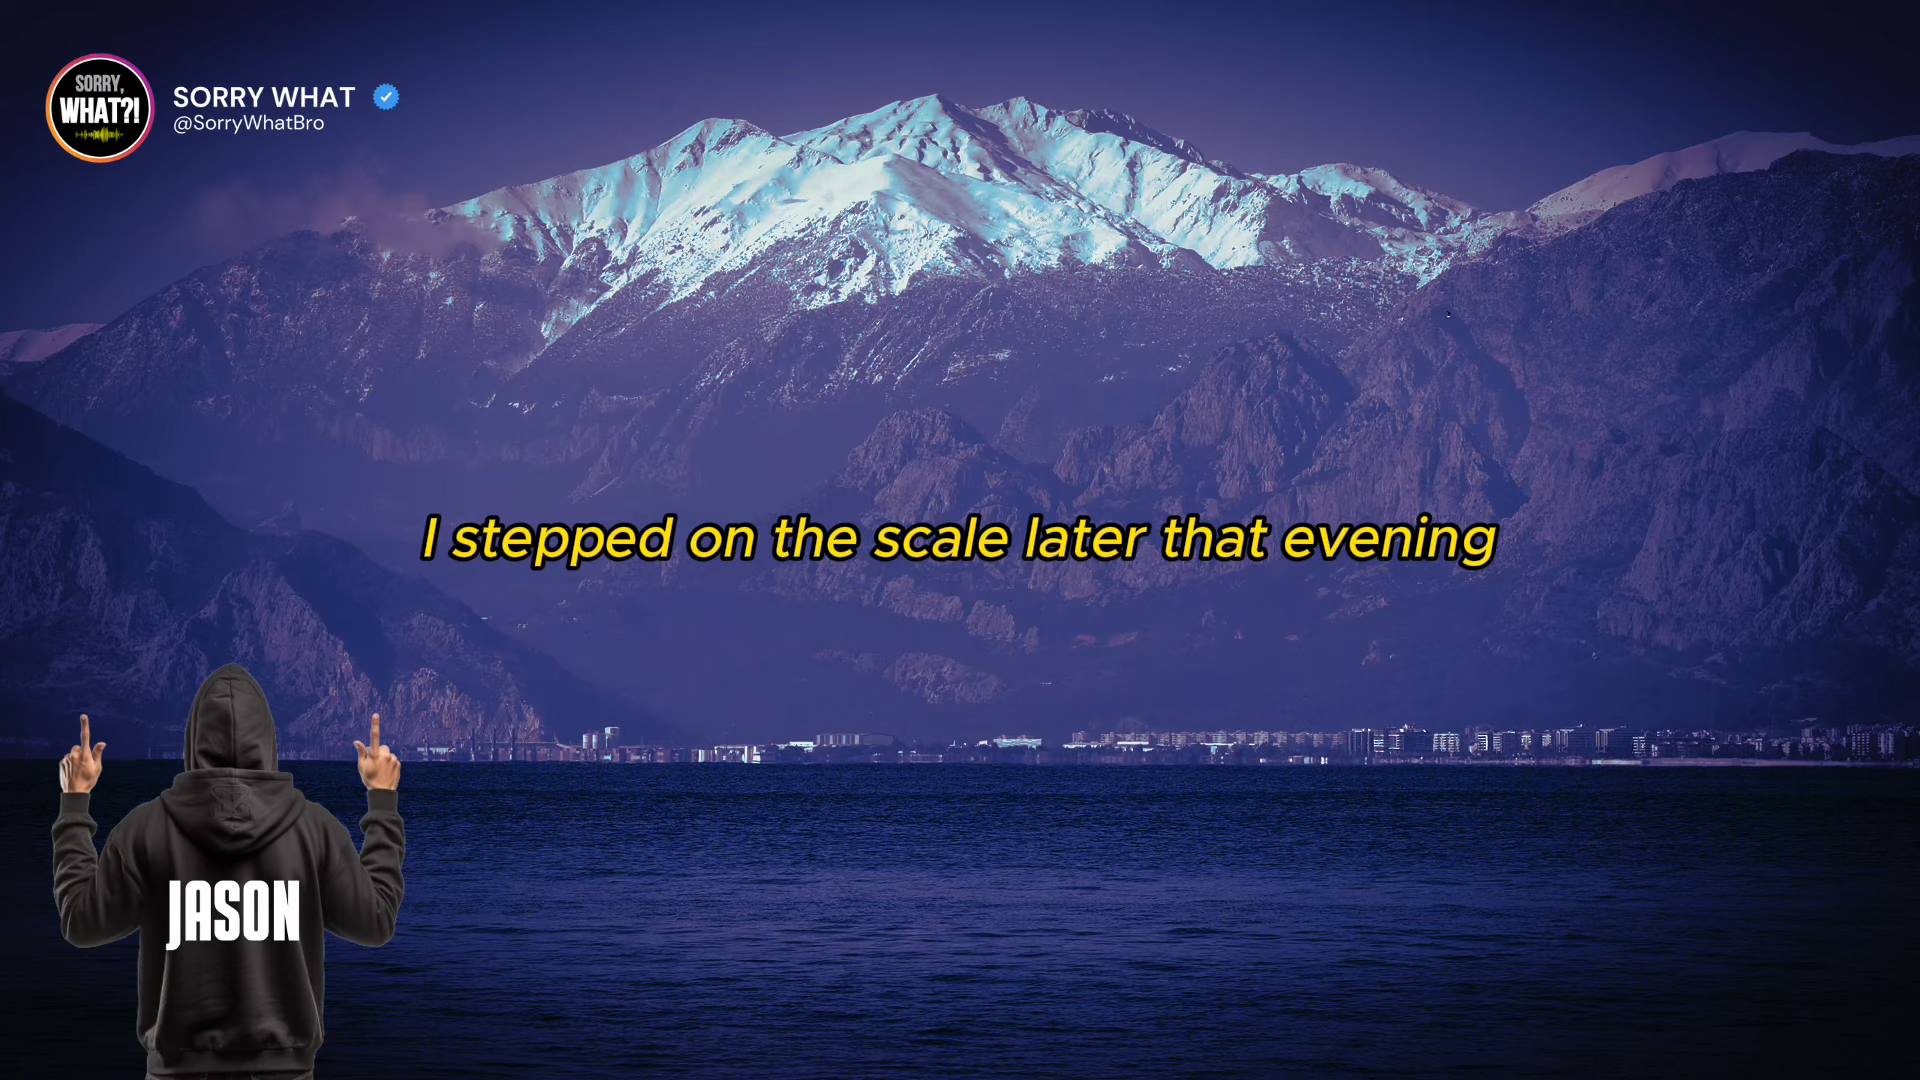 SORRY,
WHAT?!
SORRY WHAT
@SorryWhatBro
I stepped on the scale later that evening
JASON